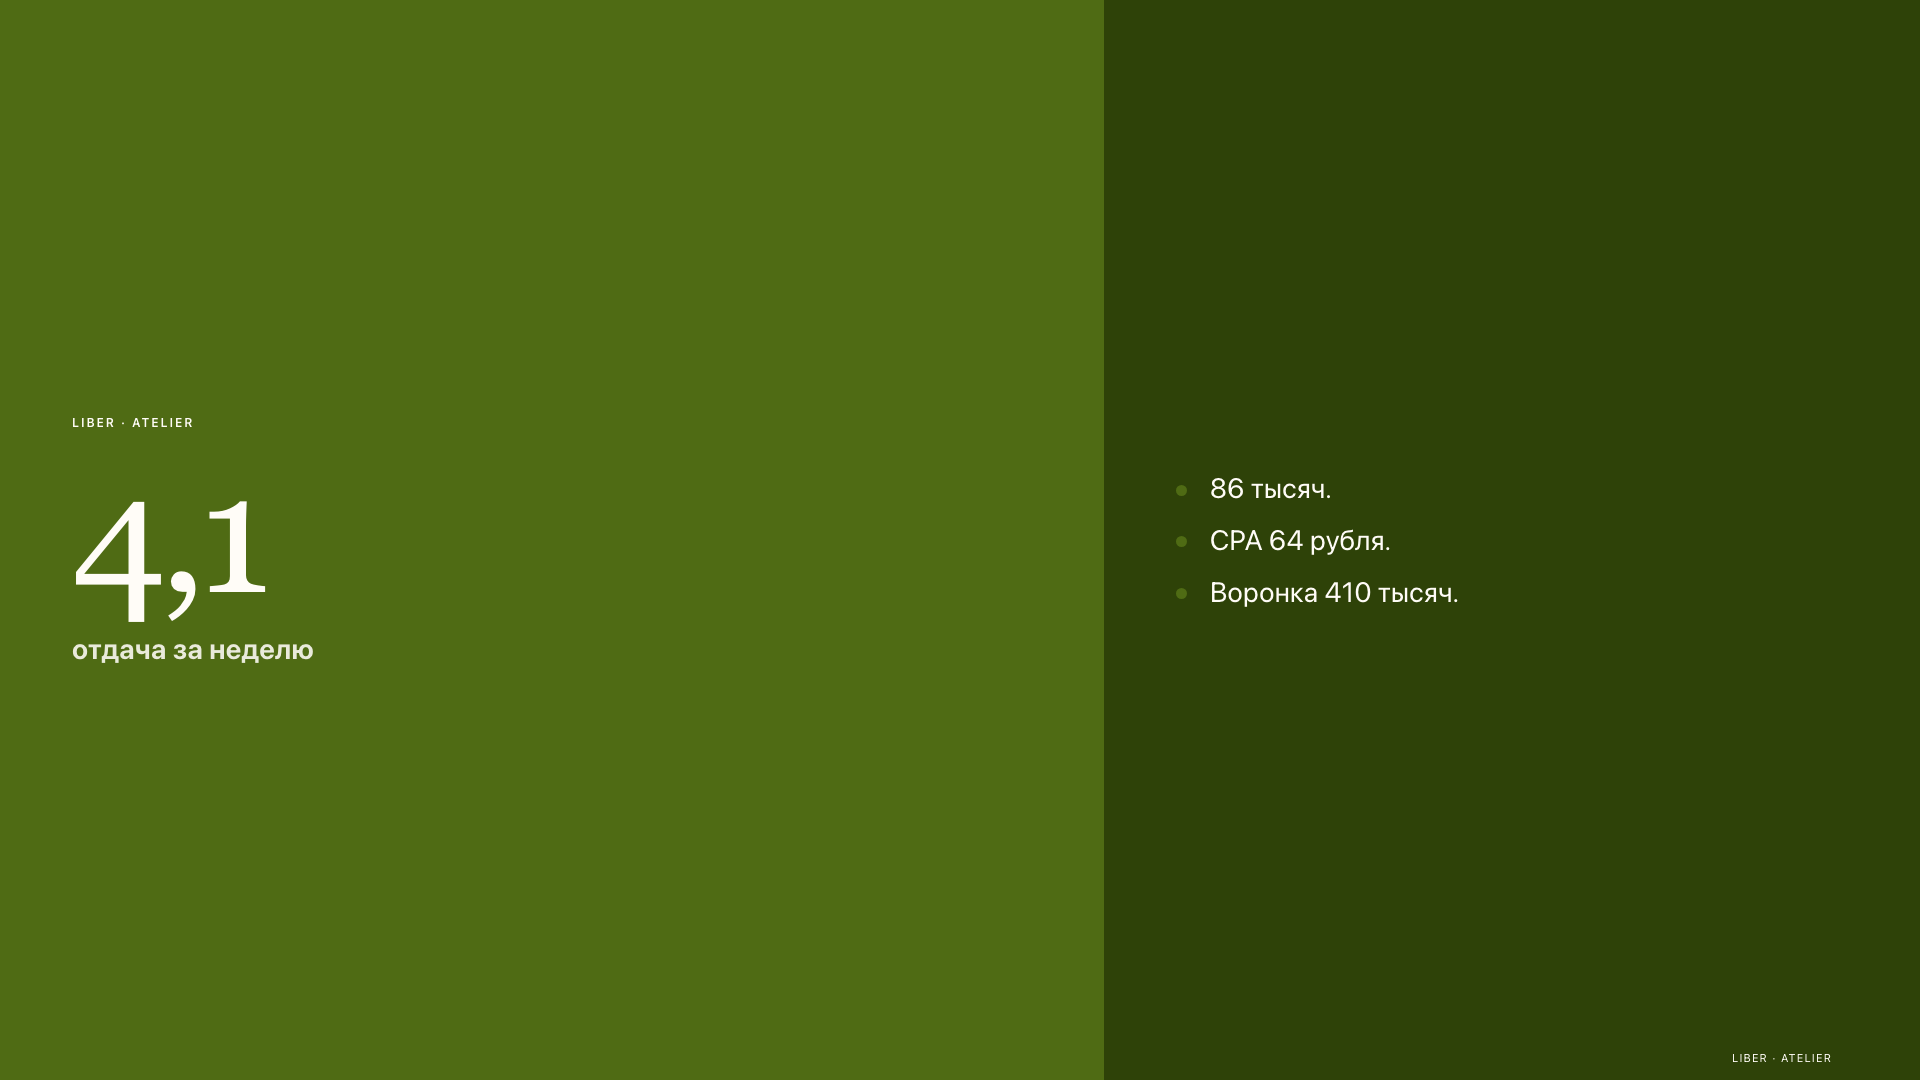 LIBER · ATELIER
4,1
отдача за неделю
86 тысяч.
CPA 64 рубля.
Воронка 410 тысяч.
LIBER · ATELIER